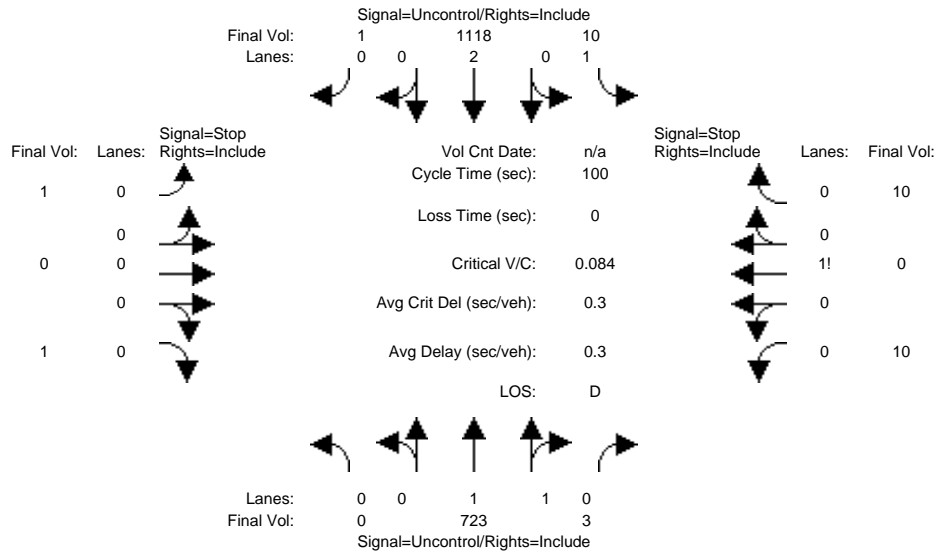 Signal=Uncontrol/Rights=Include
Final Vol: 1 1118 10
Lanes: 0 0 2 0 1
Signal=Stop
Final Vol: Lanes: Rights=Include
Vol Cnt Date: n/a
Signal=Stop
Rights=Include Lanes: Final Vol:
1 0
Cycle Time (sec): 100
0 10
0
Loss Time (sec): 0
0
0 0
Critical V/C: 0.084
1! 0
0
Avg Crit Del (sec/veh): 0.3
0
1 0
Avg Delay (sec/veh): 0.3
0 10
LOS: D
Lanes: 0 0 1 1 0
Final Vol: 0 723 3
Signal=Uncontrol/Rights=Include